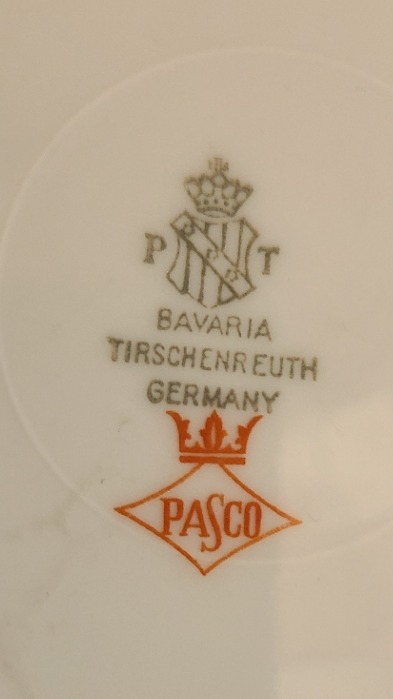 P T
BAVARIA
TIRSCHENREUTH
GERMANY
PASCO